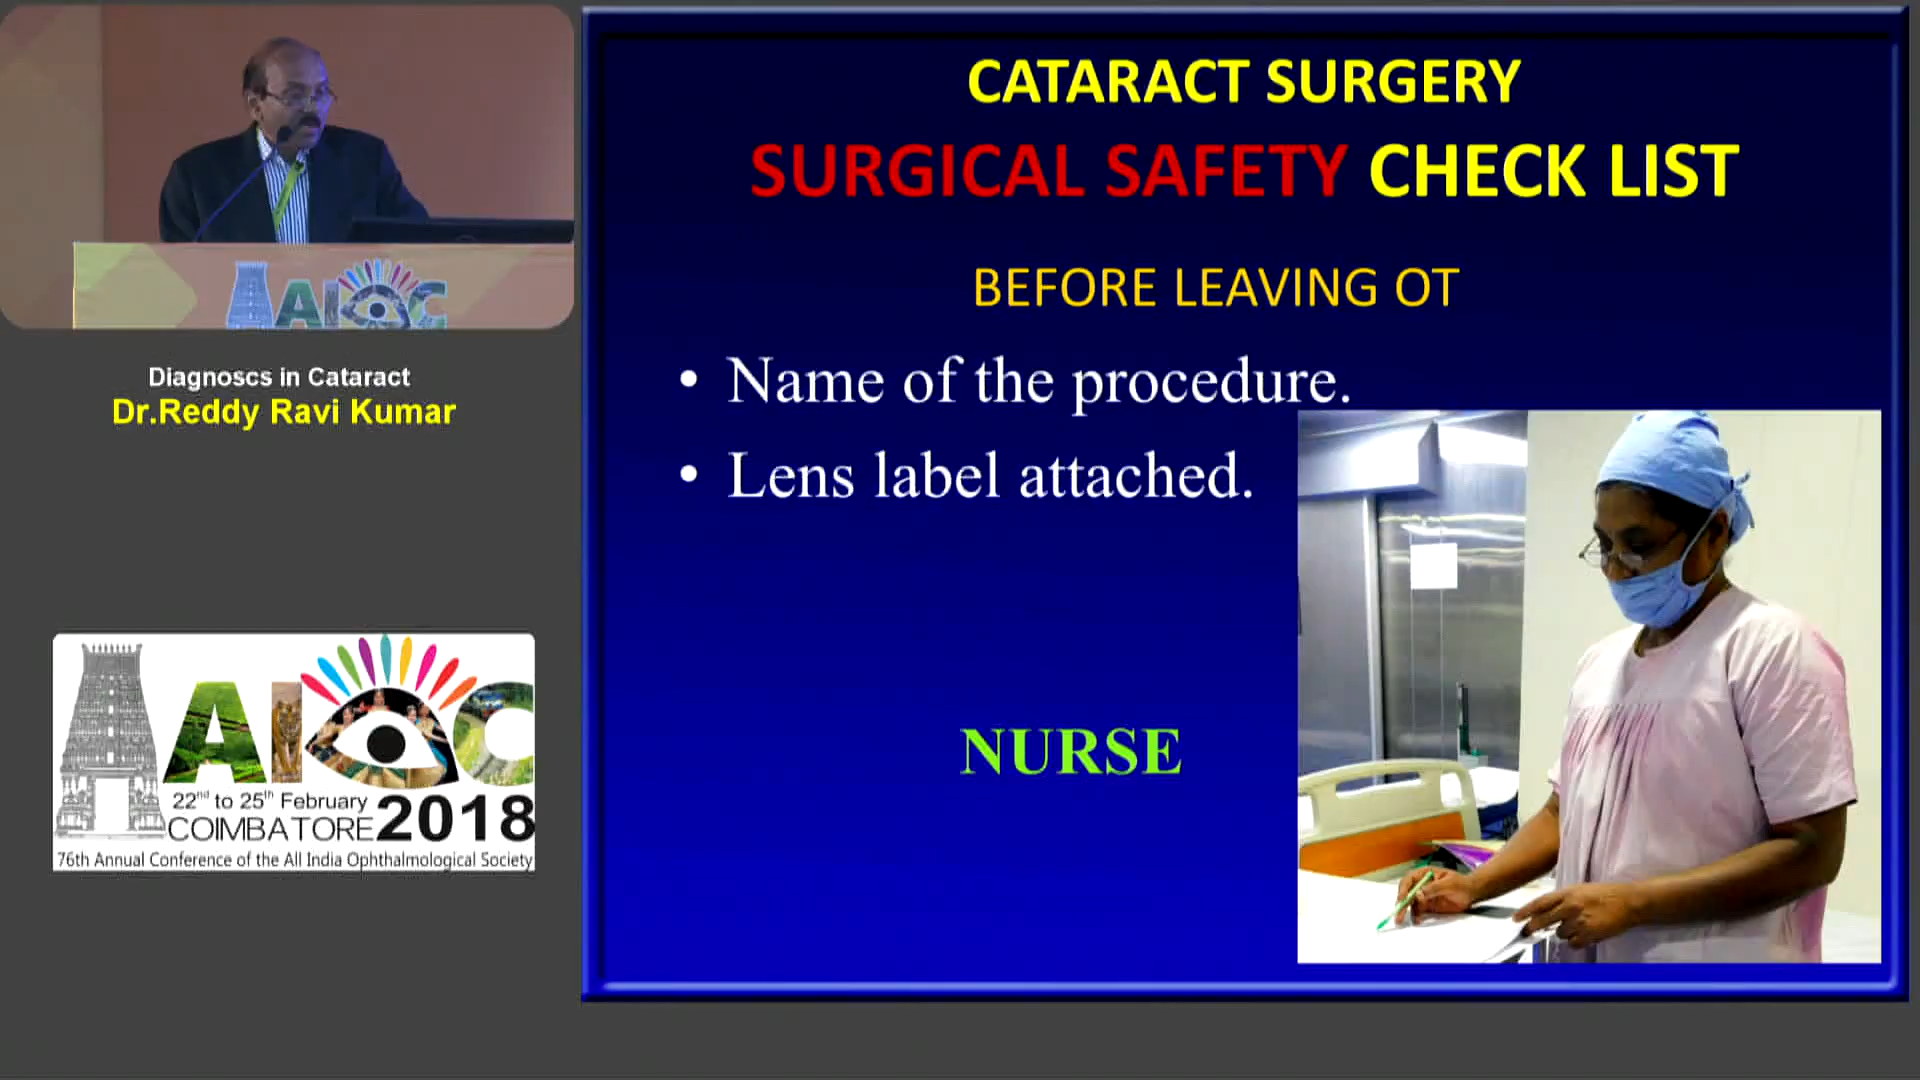 AIOC
Diagnoscs in Cataract
Dr.Reddy Ravi Kumar
AIOC
22nd to 25th February
COIMBATORE 2018
76th Annual Conference of the All India Ophthalmological Society
CATARACT SURGERY
SURGICAL SAFETY CHECK LIST
BEFORE LEAVING OT
• Name of the procedure.
• Lens label attached.
NURSE